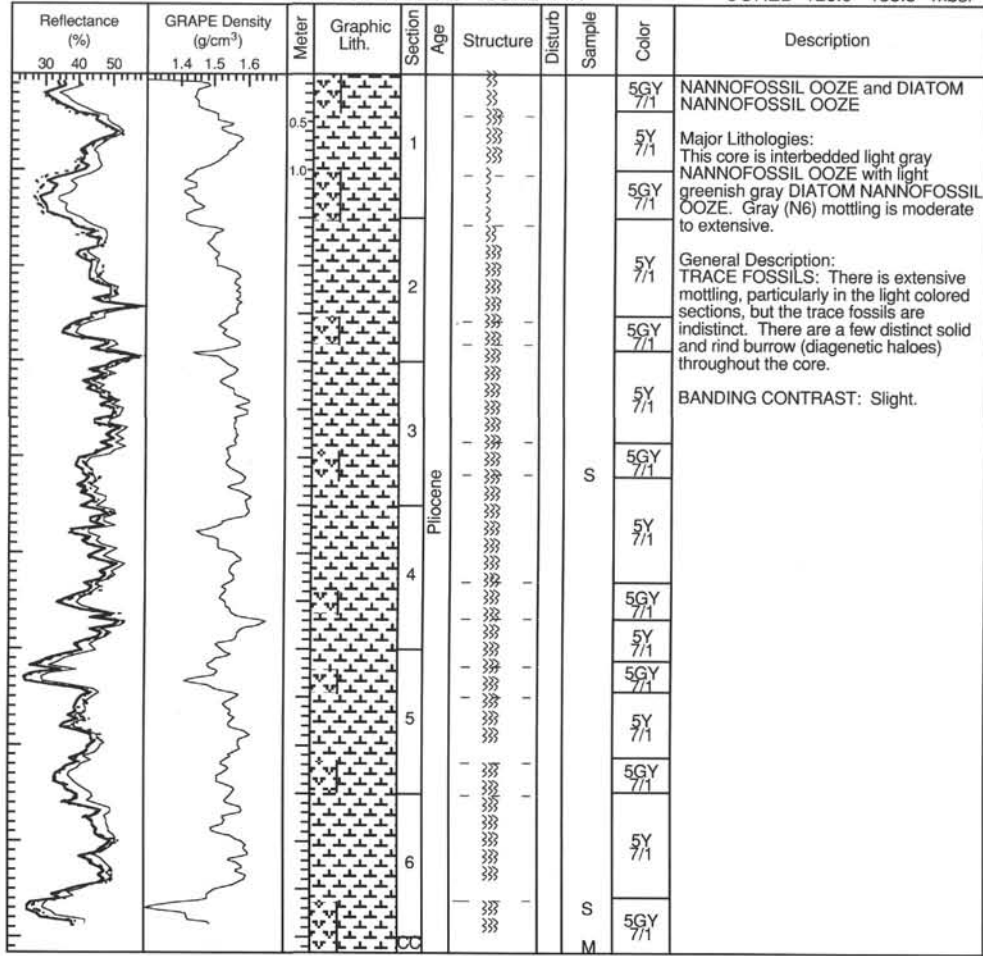 Reflectance
(%)
30 40 50
GRAPE Density
(g/cm³)
1.4 1.5 1.6
Meter
Graphic
Lith.
Section
Age
Structure
Disturb
Sample
Color
Description
0.5
1.0
1
2
3
4
5
6
CC
Pliocene
S
S
M
5GY
7/1
5Y
7/1
5GY
7/1
5Y
7/1
5GY
7/1
5Y
7/1
5GY
7/1
5Y
7/1
5GY
7/1
5Y
7/1
5GY
7/1
5Y
7/1
5GY
7/1
5Y
7/1
5GY
7/1
NANNOFOSSIL OOZE and DIATOM
NANNOFOSSIL OOZE
Major Lithologies:
This core is interbedded light gray
NANNOFOSSIL OOZE with light
greenish gray DIATOM NANNOFOSSIL
OOZE. Gray (N6) mottling is moderate
to extensive.
General Description:
TRACE FOSSILS: There is extensive
mottling, particularly in the light colored
sections, but the trace fossils are
indistinct. There are a few distinct solid
and rind burrow (diagenetic haloes)
throughout the core.
BANDING CONTRAST: Slight.